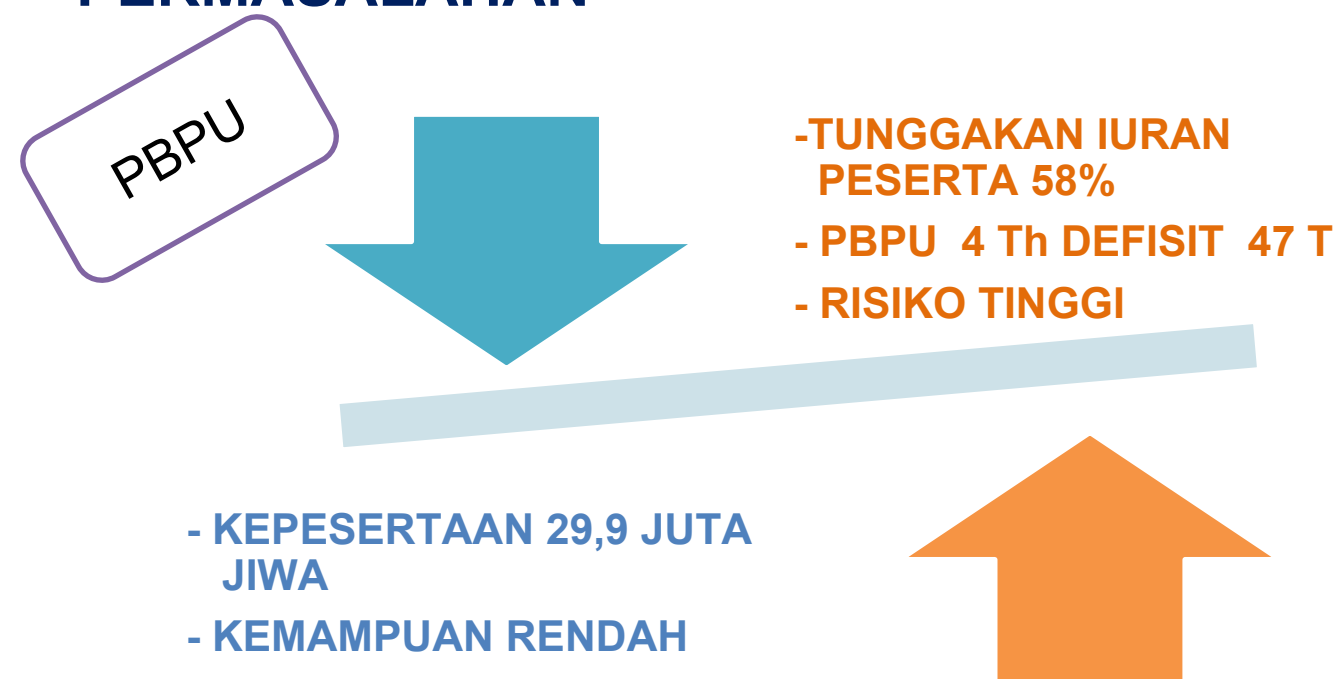 PERMASALAHAN
PBPU
-TUNGGAKAN IURAN
PESERTA 58%
- PBPU 4 Th DEFISIT 47 T
- RISIKO TINGGI
- KEPESERTAAN 29,9 JUTA
JIWA
- KEMAMPUAN RENDAH